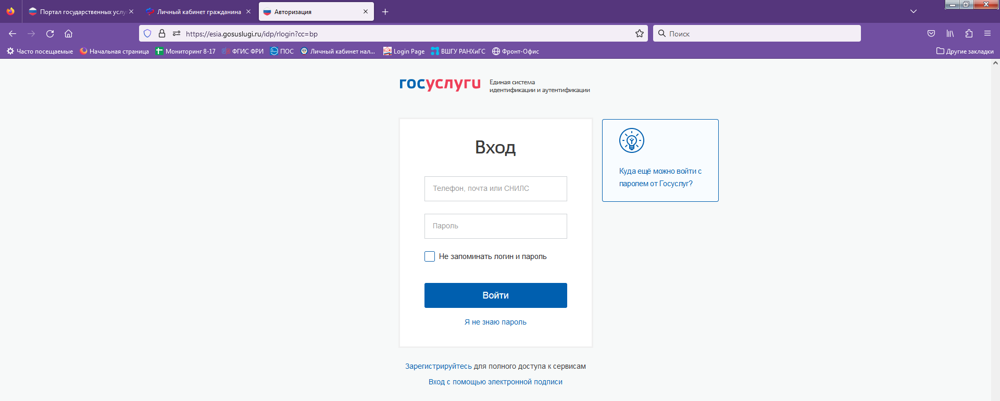 Портал государственных услу
Личный кабинет гражданина
Авторизация
https://esia.gosuslugi.ru/idp/rlogin?cc=bp
Поиск
Часто посещаемые
Начальная страница
Мониторинг 8-17
ФГИС ФРИ
ПОС
Личный кабинет нал...
Login Page
ВШГУ РАНХиГС
Фронт-Офис
Другие закладки
госуслуги
Единая система
идентификации и аутентификации
Вход
Телефон, почта или СНИЛС
Пароль
Не запоминать логин и пароль
Войти
Я не знаю пароль
Куда ещё можно войти с
паролем от Госуслуг?
Зарегистрируйтесь для полного доступа к сервисам
Вход с помощью электронной подписи